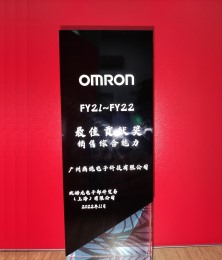 OMRON
FY21~FY22
最佳贡献奖
销售综合能力
广州尚逸电子科技有限公司
欧姆龙电子部件贸易
（上海）有限公司
2022年11月